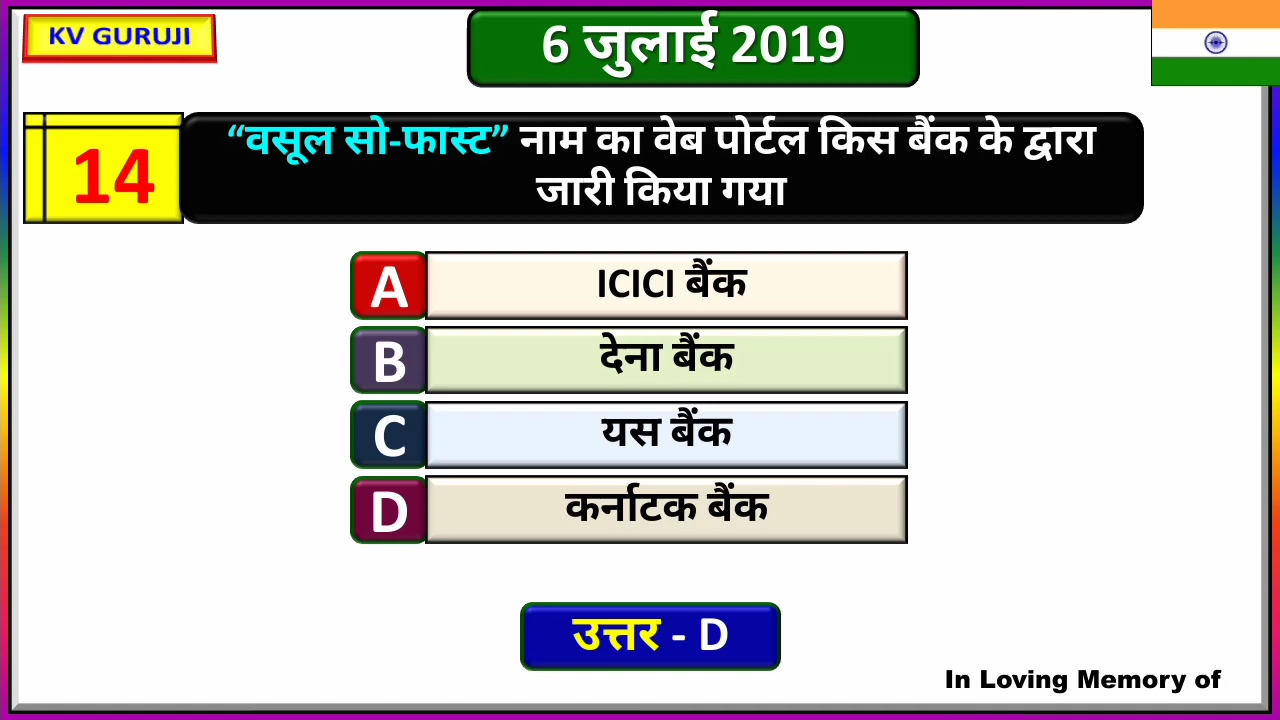 KV GURUJI
6 जुलाई 2019
14
“वसूल सो-फास्ट” नाम का वेब पोर्टल किस बैंक के द्वारा
जारी किया गया
A ICICI बैंक
B देना बैंक
C यस बैंक
D कर्नाटक बैंक
उत्तर - D
In Loving Memory of